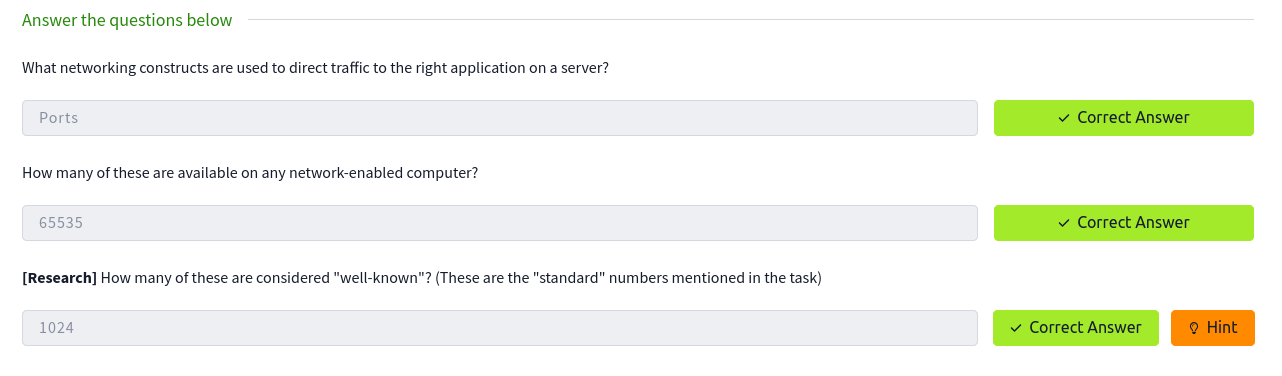 Answer the questions below
What networking constructs are used to direct traffic to the right application on a server?
Ports
✓ Correct Answer
How many of these are available on any network-enabled computer?
65535
✓ Correct Answer
[Research] How many of these are considered "well-known"? (These are the "standard" numbers mentioned in the task)
1024
✓ Correct Answer
Hint